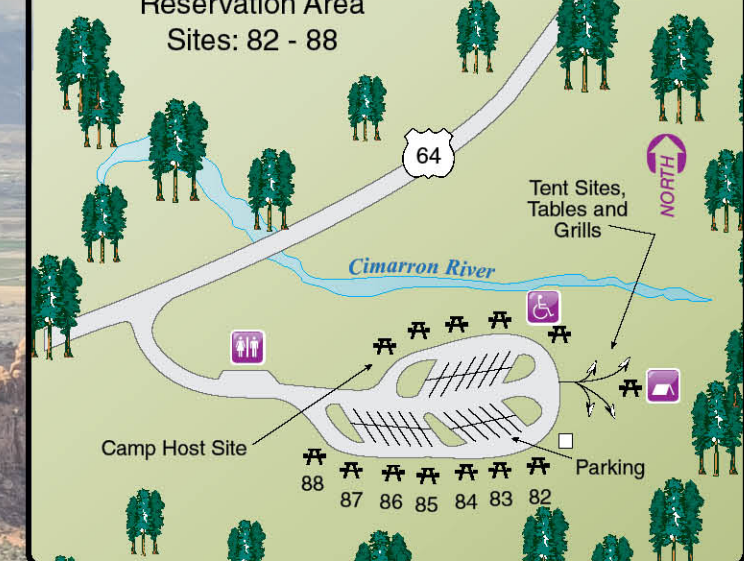 Reservation Area
Sites: 82 - 88
64
NORTH
Tent Sites,
Tables and
Grills
Cimarron River
Camp Host Site
Parking
88
87
86
85
84
83
82